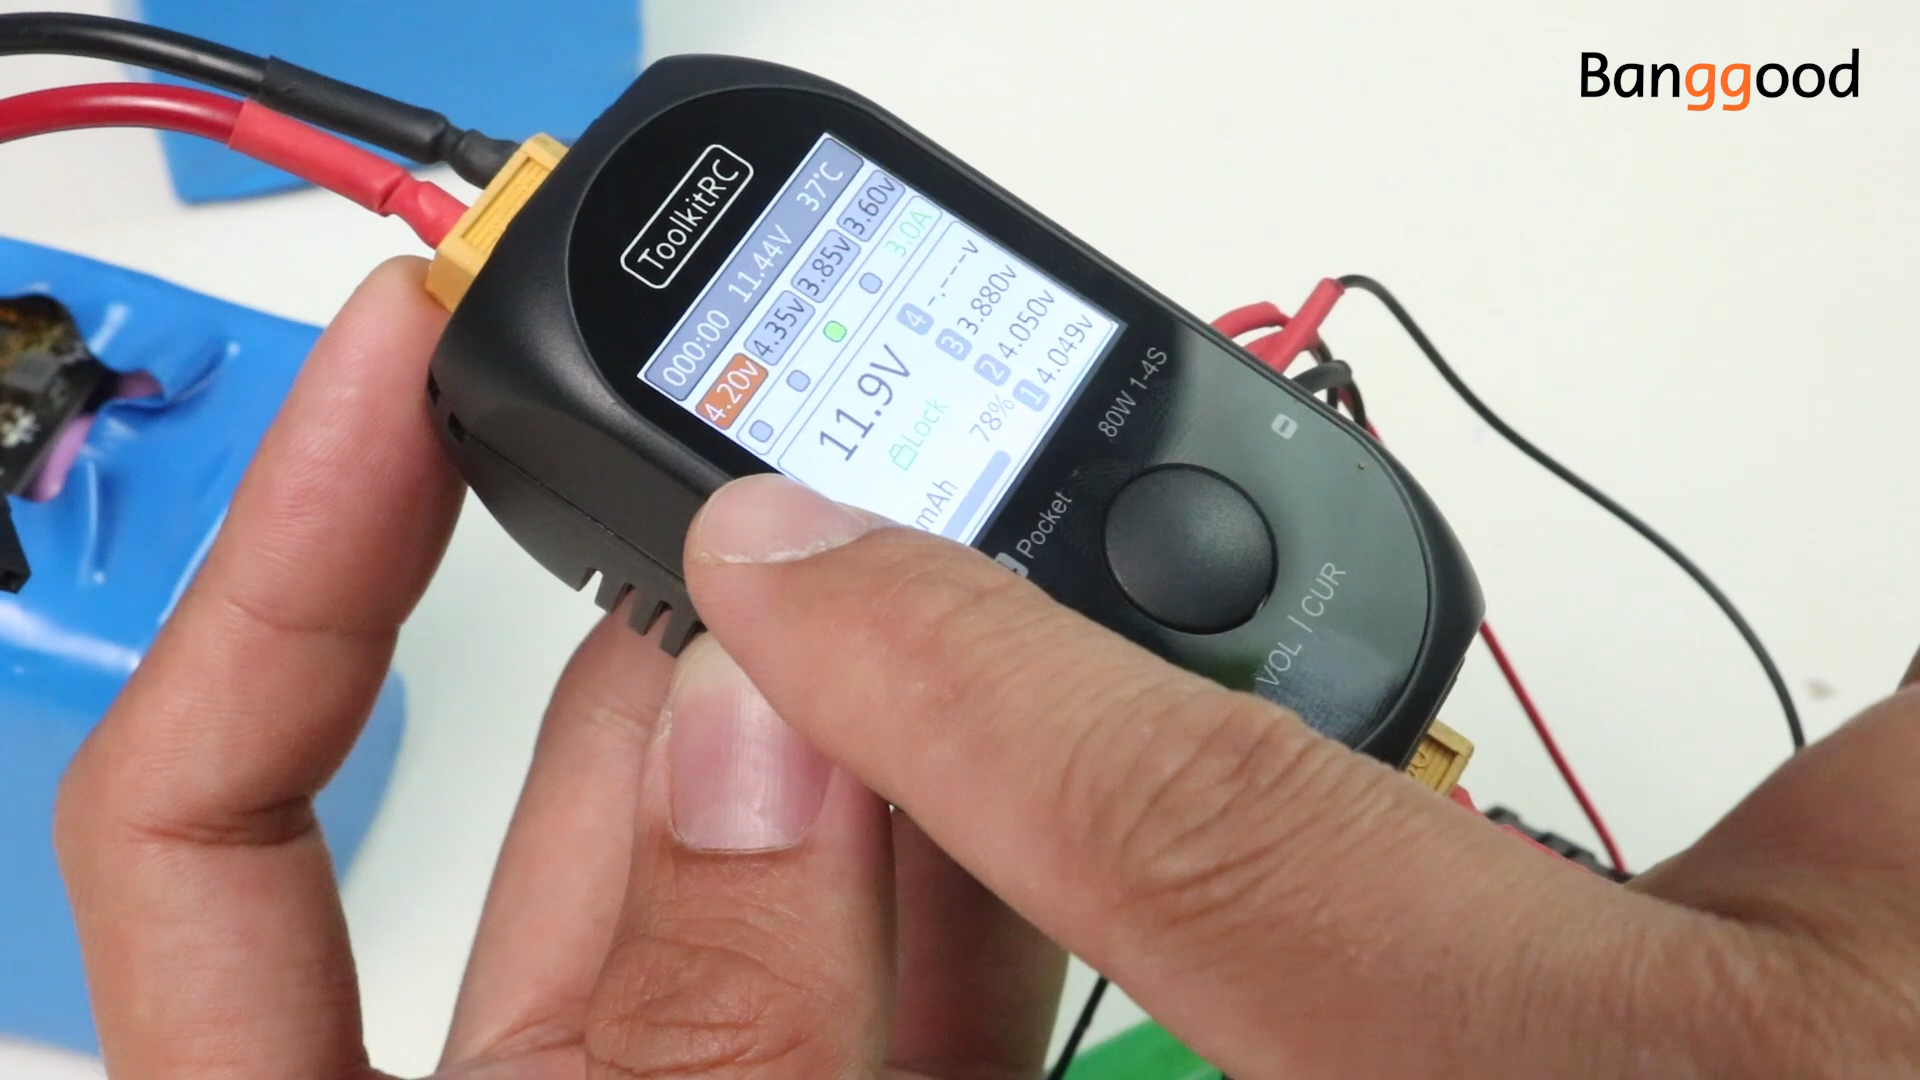 Banggood
ToolkitRC
000:00 11.44V 37°C
4.20v 4.35v 3.85v 3.60v
3.0A
11.9V
Lock
4 -.---v
3 3.880v
2 4.050v
78% 1 4.049v
mAh
Pocket 80W 1-4S
VOL | CUR